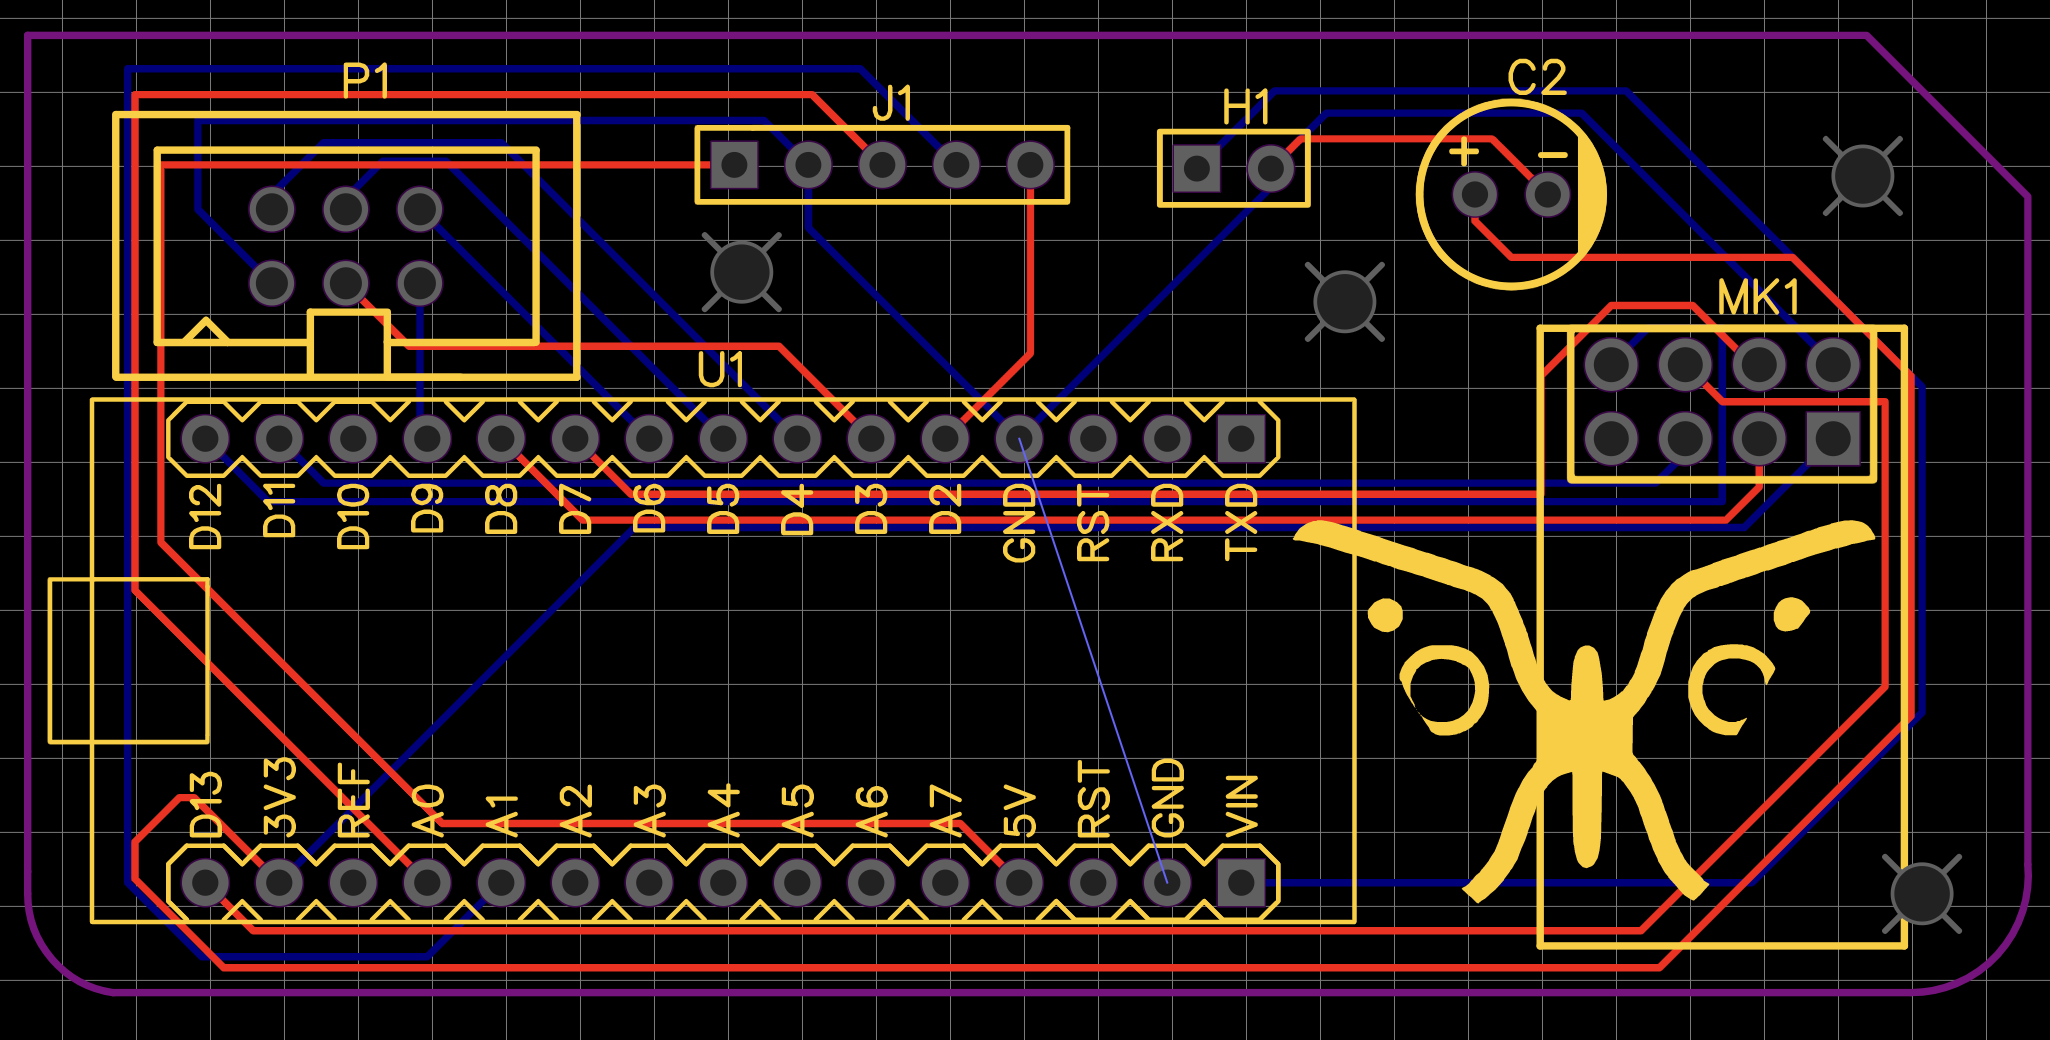 P1
J1
H1
C2
+ −
MK1
U1
D12 D11 D10 D9 D8 D7 D6 D5 D4 D3 D2 GND RST RXD TXD
D13 3V3 REF A0 A1 A2 A3 A4 A5 A6 A7 5V RST GND VIN